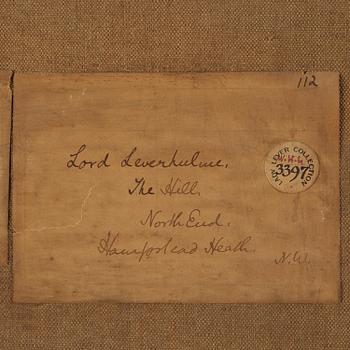 112
Lord Leverhulme.
The Hill.
North End.
Hampstead Heath.
N.W.
LADY LEVER COLLECTION
3397